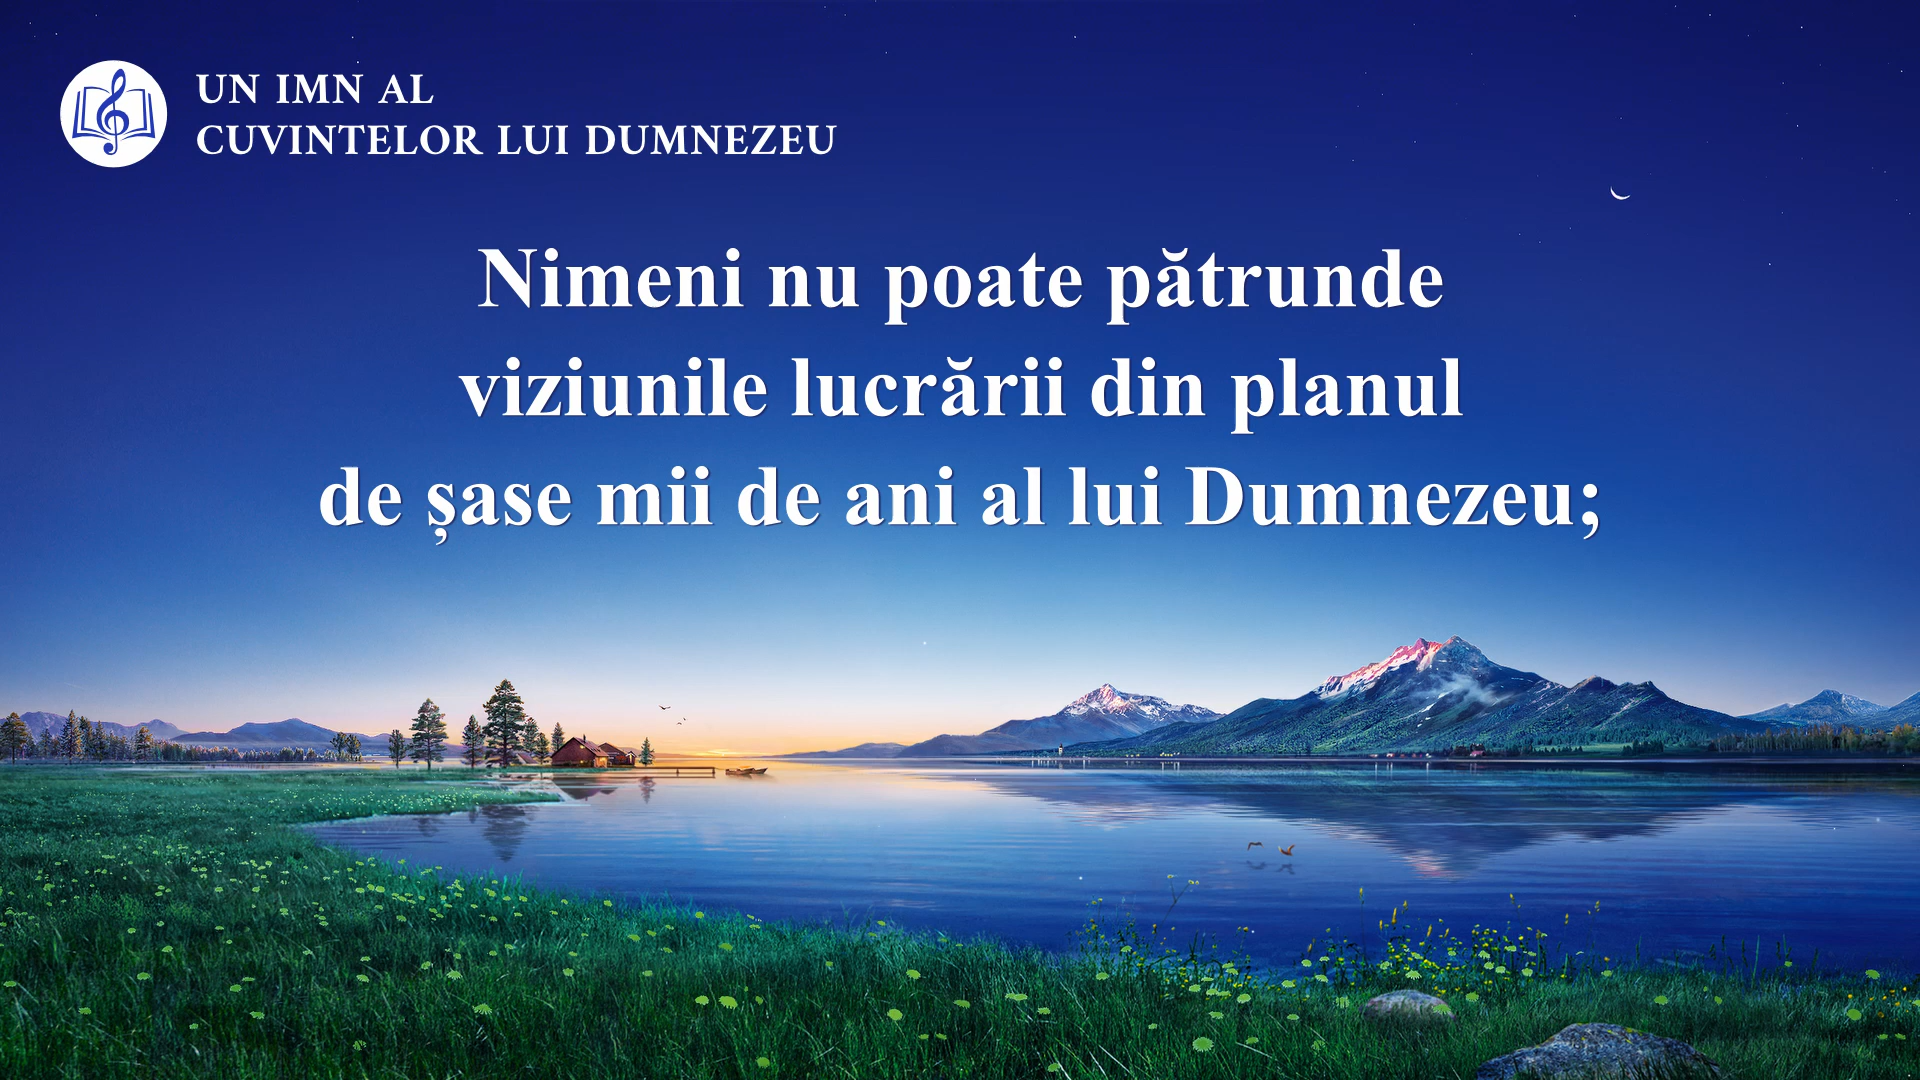 UN IMN AL
CUVINTELOR LUI DUMNEZEU
Nimeni nu poate pătrunde
viziunile lucrării din planul
de șase mii de ani al lui Dumnezeu;